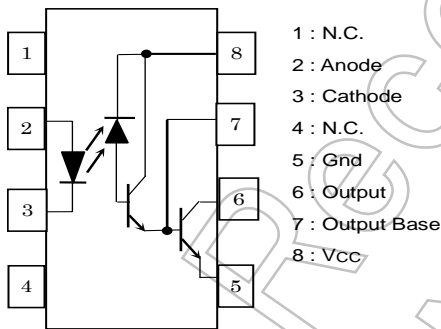 1
2
3
4
8
7
6
5
1 : N.C.
2 : Anode
3 : Cathode
4 : N.C.
5 : Gnd
6 : Output
7 : Output Base
8 : VCC